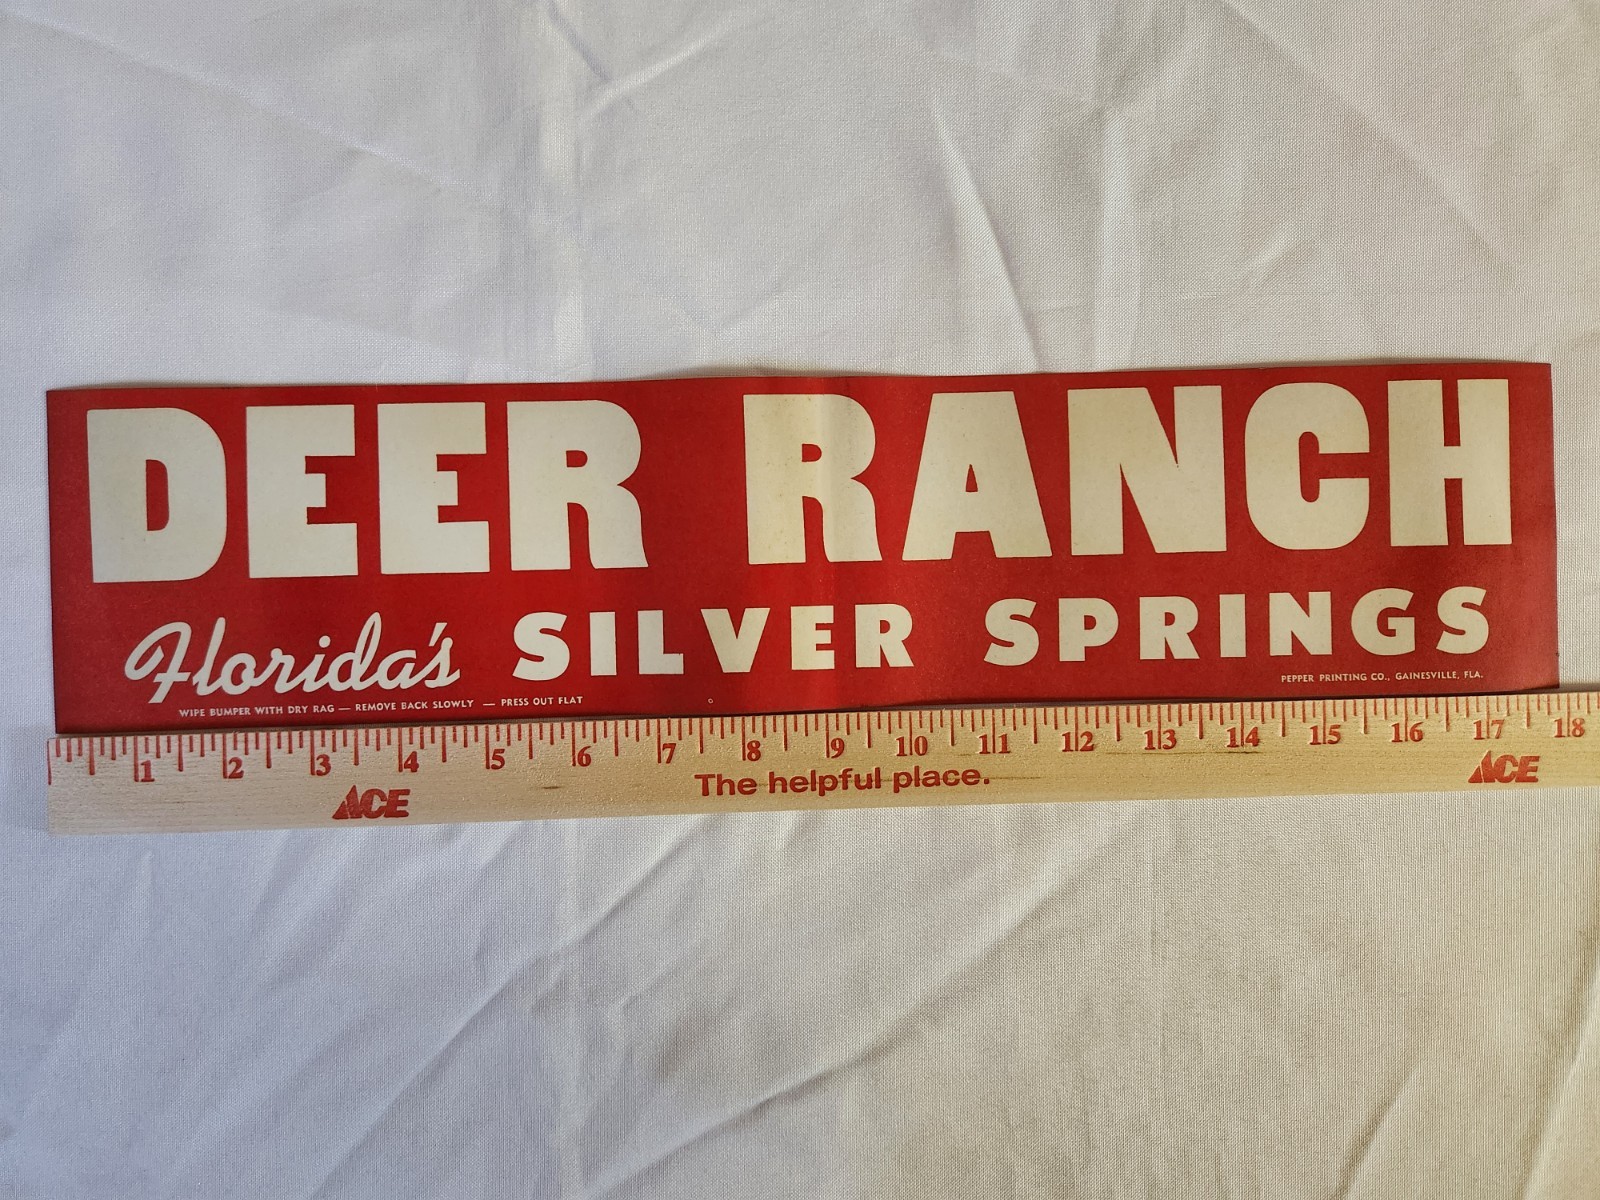 DEER RANCH
Florida's SILVER SPRINGS
WIPE BUMPER WITH DRY RAG — REMOVE BACK SLOWLY — PRESS OUT FLAT
PEPPER PRINTING CO., GAINESVILLE, FLA.
1 2 3 4 5 6 7 8 9 10 11 12 13 14 15 16 17 18
ACE The helpful place. ACE